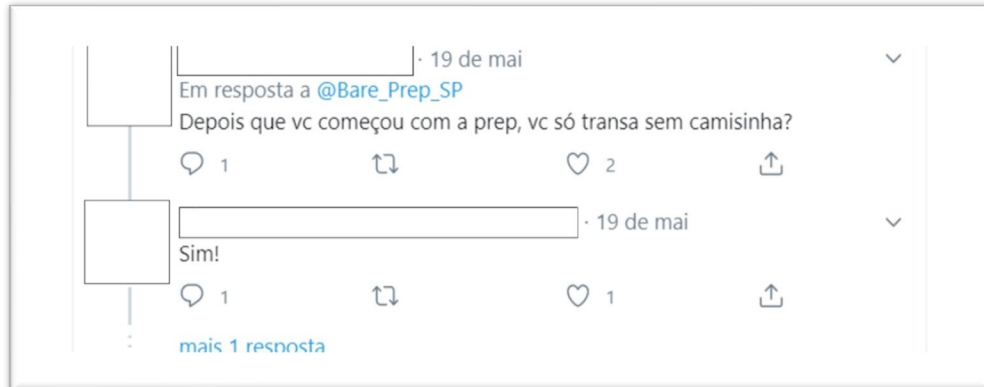 · 19 de mai
Em resposta a @Bare_Prep_SP
Depois que vc começou com a prep, vc só transa sem camisinha?
1 2
· 19 de mai
Sim!
1 1
mais 1 resposta